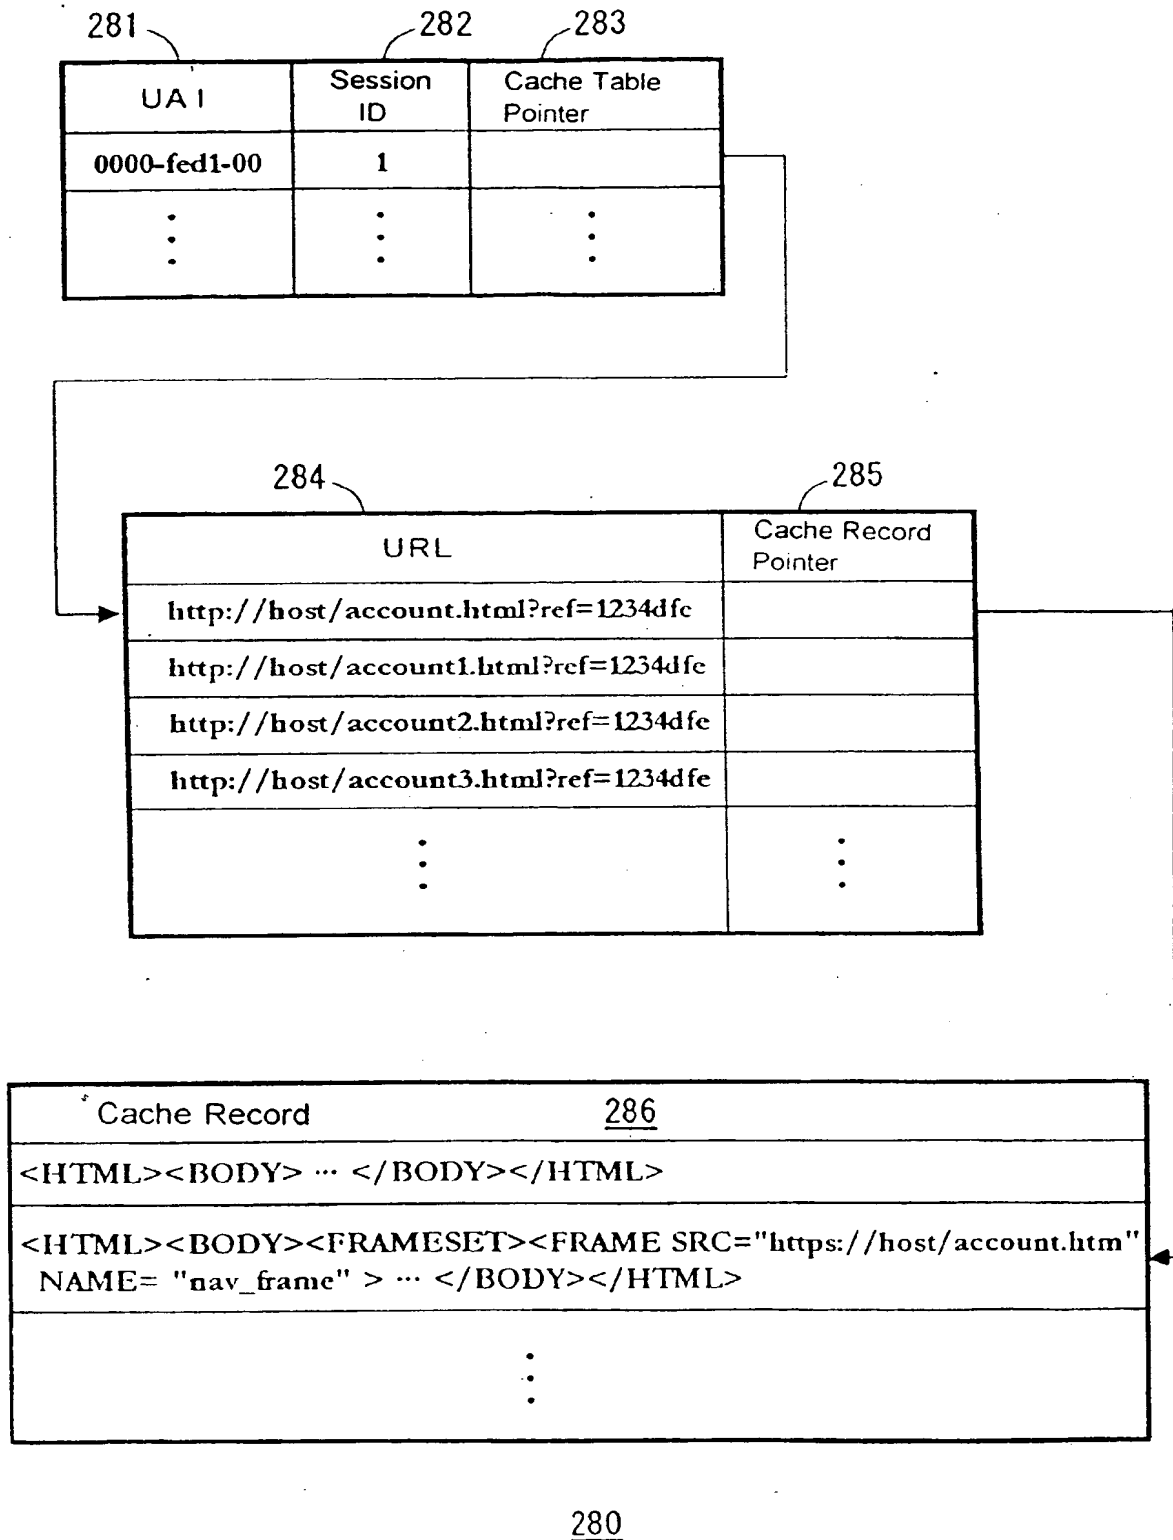 281
282
283
UAI
Session
ID
Cache Table
Pointer
0000-fed1-00
1
284
285
URL
Cache Record
Pointer
http://host/account.html?ref=1234dfe
http://host/account1.html?ref=1234dfe
http://host/account2.html?ref=1234dfe
http://host/account3.html?ref=1234dfe
Cache Record 286
<HTML><BODY> ··· </BODY></HTML>
<HTML><BODY><FRAMESET><FRAME SRC="https://host/account.htm"
NAME= "nav_frame" > ··· </BODY></HTML>
280